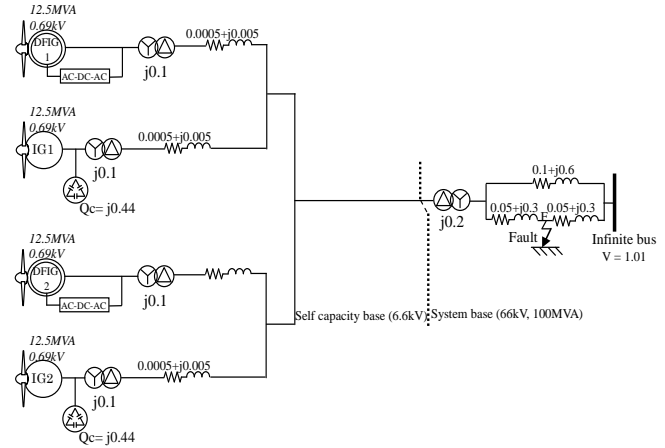 12.5MVA
0.69kV
DFIG
1
AC-DC-AC
j0.1
0.0005+j0.005
12.5MVA
0.69kV
IG1
j0.1
0.0005+j0.005
Qc= j0.44
12.5MVA
0.69kV
DFIG
2
AC-DC-AC
j0.1
12.5MVA
0.69kV
IG2
j0.1
0.0005+j0.005
Qc= j0.44
Self capacity base (6.6kV)
System base (66kV, 100MVA)
j0.2
0.1+j0.6
0.05+j0.3
F
0.05+j0.3
Fault
Infinite bus
V = 1.01